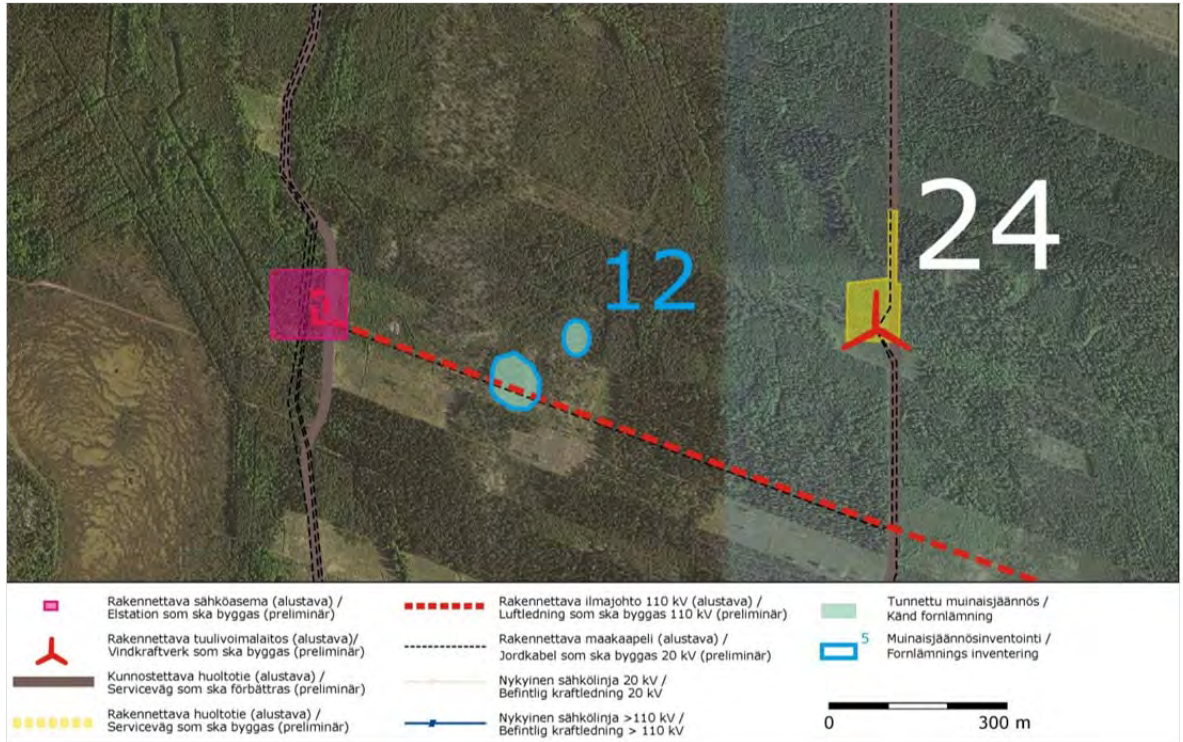 24
12
Rakennettava sähköasema (alustava) /
Elstation som ska byggas (preliminär)
Rakennettava tuulivoimalaitos (alustava)/
Vindkraftverk som ska byggas (preliminär)
Kunnostettava huoltotie (alustava) /
Serviceväg som ska förbättras (preliminär)
Rakennettava huoltotie (alustava) /
Serviceväg som ska byggas (preliminär)
Rakennettava ilmajohto 110 kV (alustava) /
Luftledning som ska byggas 110 kV (preliminär)
Rakennettava maakaapeli (alustava) /
Jordkabel som ska byggas 20 kV (preliminär)
Nykyinen sähkölinja 20 kV /
Befintlig kraftledning 20 kV
Nykyinen sähkölinja >110 kV /
Befintlig kraftledning > 110 kV
Tunnettu muinaisjäännös /
Känd fornlämning
5
Muinaisjäännösinventointi /
Fornlämnings inventering
0 300 m